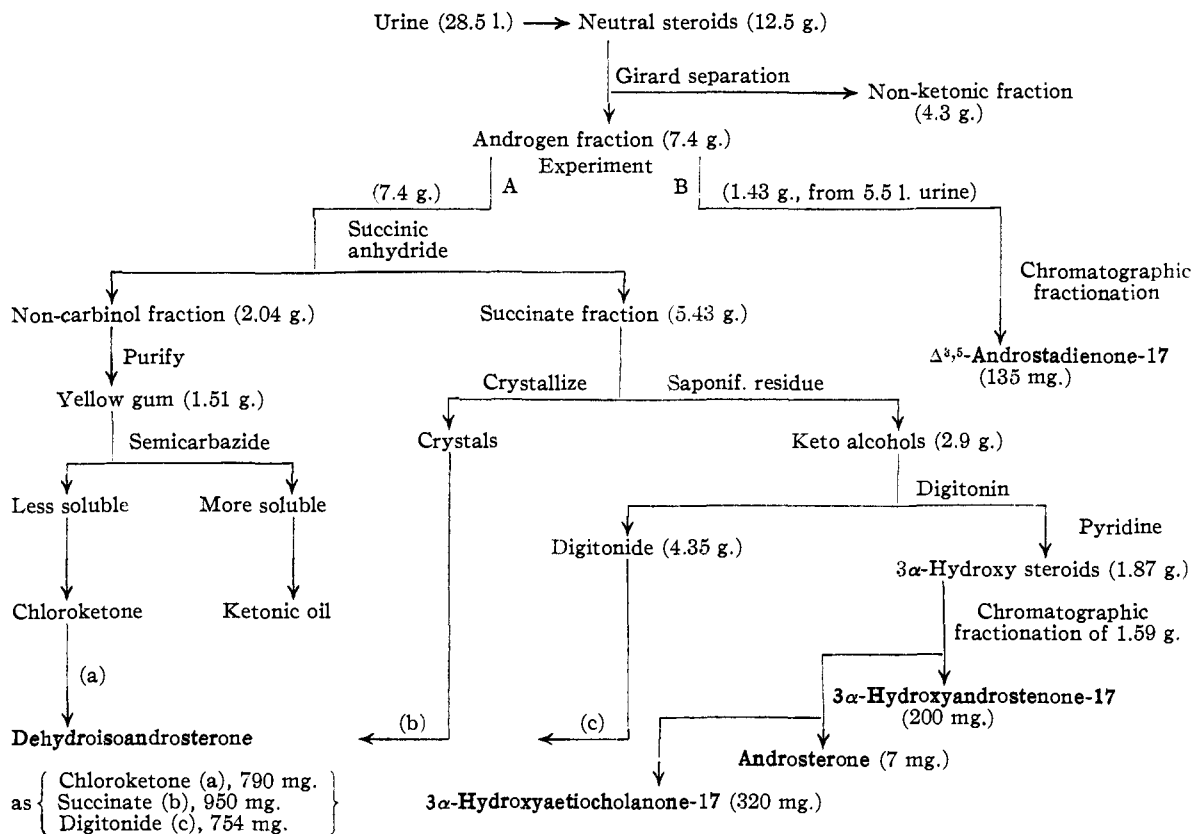 Urine (28.5 l.) → Neutral steroids (12.5 g.)
Girard separation
Non-ketonic fraction
(4.3 g.)
Androgen fraction (7.4 g.)
Experiment
A
B
(7.4 g.)
(1.43 g., from 5.5 l. urine)
Succinic
anhydride
Chromatographic
fractionation
Non-carbinol fraction (2.04 g.)
Succinate fraction (5.43 g.)
Δ³,⁵-Androstadienone-17
(135 mg.)
Purify
Crystallize
Saponif. residue
Yellow gum (1.51 g.)
Semicarbazide
Crystals
Keto alcohols (2.9 g.)
Less soluble
More soluble
Digitonin
Pyridine
Digitonide (4.35 g.)
3α-Hydroxy steroids (1.87 g.)
Chloroketone
Ketonic oil
Chromatographic
fractionation of 1.59 g.
(a)
3α-Hydroxyandrostenone-17
(200 mg.)
Dehydroisoandrosterone
(b)
(c)
Androsterone (7 mg.)
as { Chloroketone (a), 790 mg.
Succinate (b), 950 mg.
Digitonide (c), 754 mg. }
3α-Hydroxyaetiocholanone-17 (320 mg.)